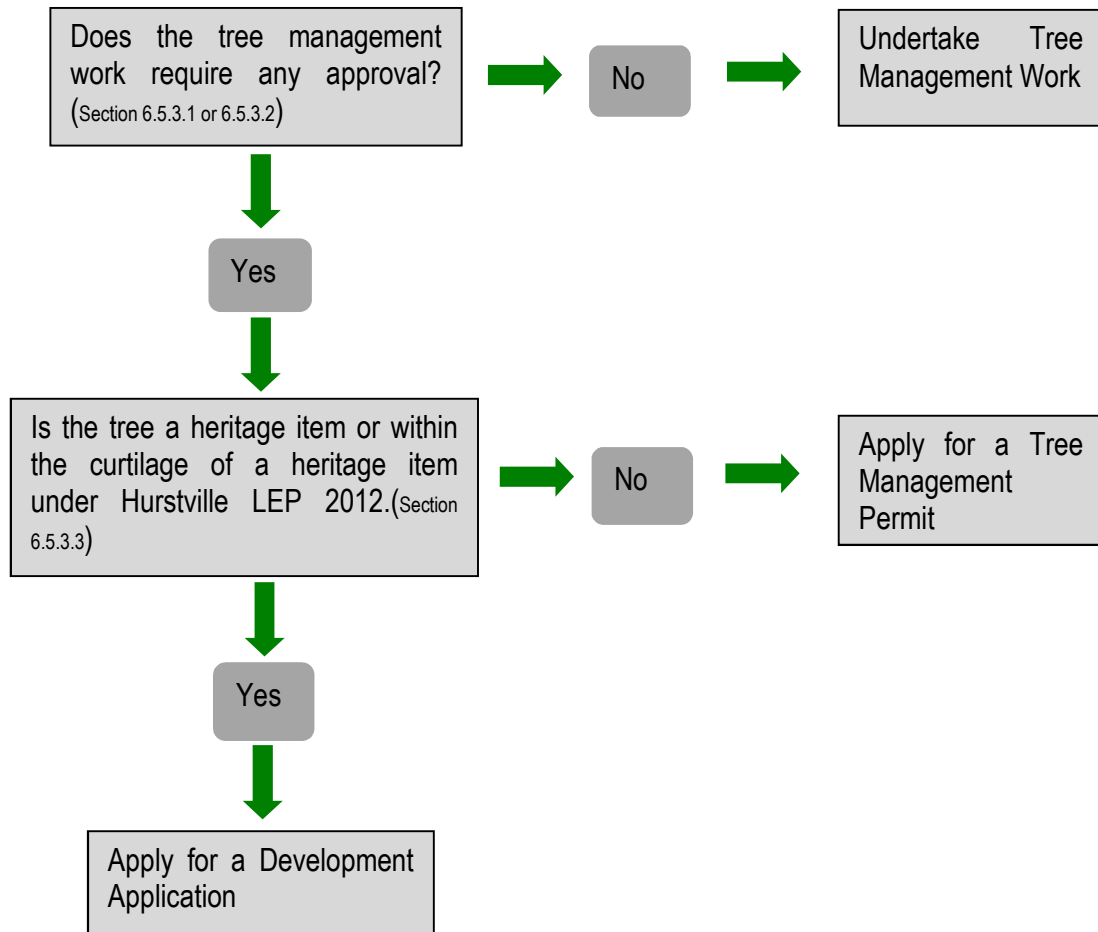 Does the tree management
work require any approval?
(Section 6.5.3.1 or 6.5.3.2)
No
Undertake Tree
Management Work
Yes
Is the tree a heritage item or within
the curtilage of a heritage item
under Hurstville LEP 2012.(Section
6.5.3.3)
No
Apply for a Tree
Management
Permit
Yes
Apply for a Development
Application